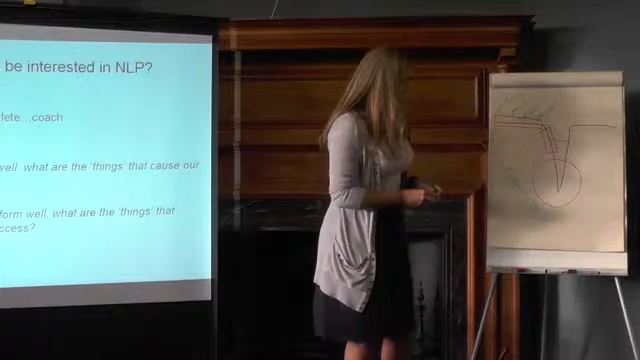 be interested in NLP?
lete…coach
well, what are the 'things' that cause our
form well, what are the 'things' that
ccess?